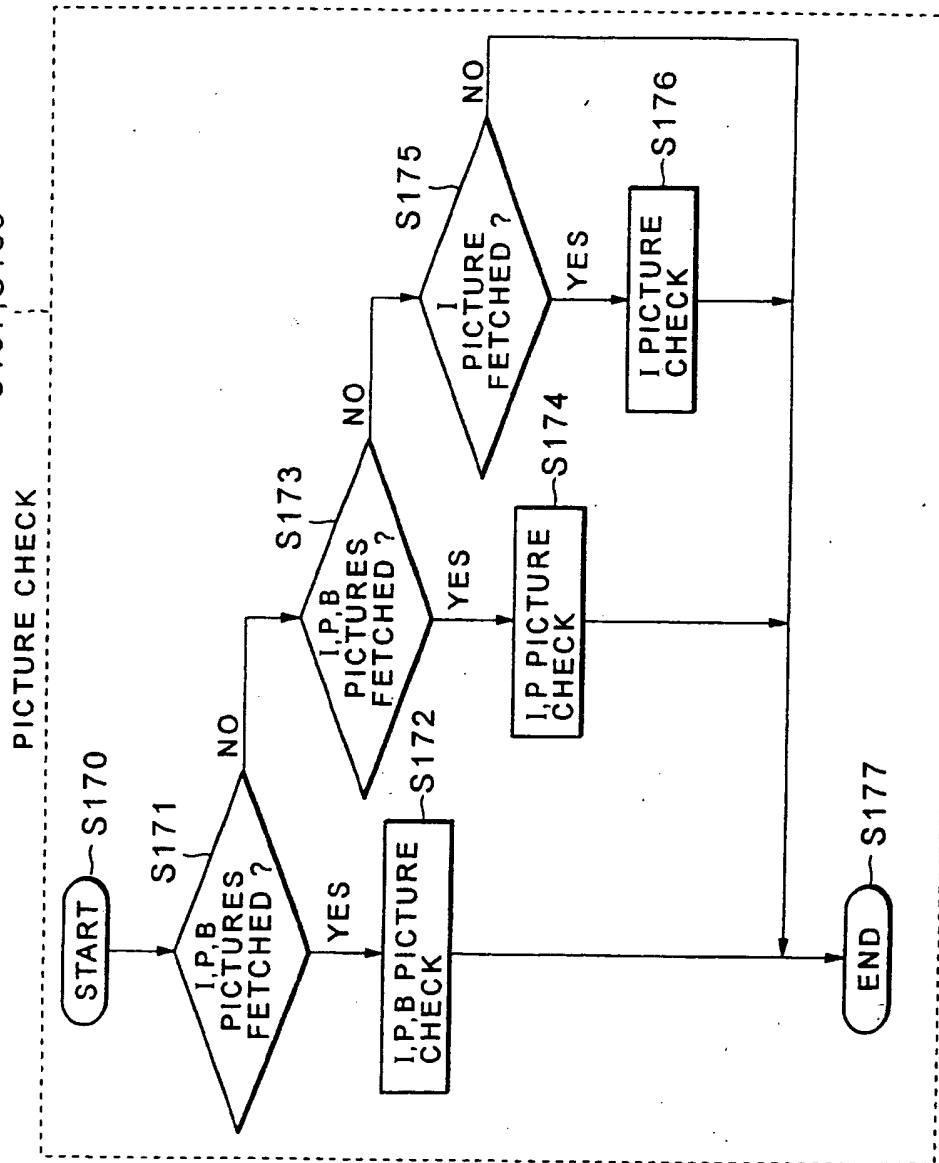 PICTURE CHECK
START
S170
I,P,B
PICTURES
FETCHED ?
S171
NO
YES
I,P,B PICTURE
CHECK
S172
I,P,B
PICTURES
FETCHED ?
S173
NO
YES
I,P PICTURE
CHECK
S174
I
PICTURE
FETCHED ?
S175
NO
YES
I PICTURE
CHECK
S176
END
S177